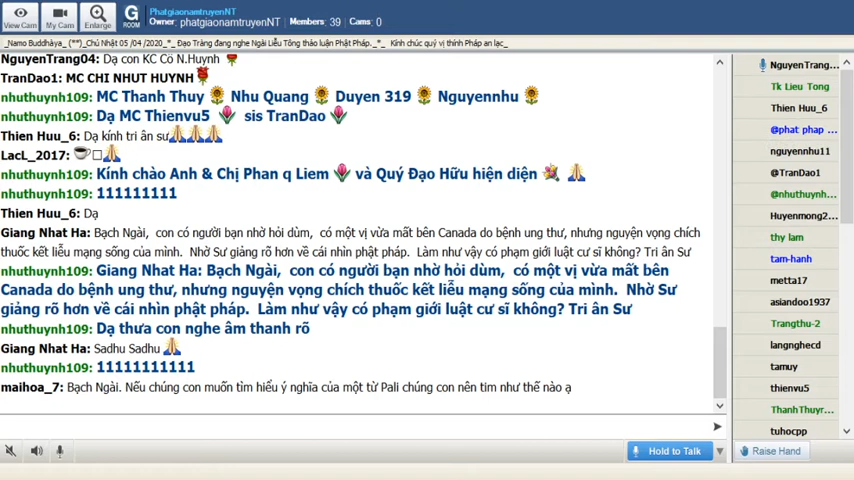 View Cam
My Cam
Enlarge
G
ROOM
PhatgiaonamtruyenNT
Owner: phatgiaonamtruyenNT | Members: 39 | Cams: 0
_Namo Buddhàya_ (**)_Chủ Nhật 05 /04 /2020_*_ Đạo Tràng đang nghe Ngài Liễu Tông thảo luận Phật Pháp._*_ Kính chúc quý vị thính Pháp an lạc_
NguyenTrang04: Dạ con KC Cô N.Huynh
TranDao1: MC CHI NHUT HUYNH
nhuthuynh109: MC Thanh Thuy Nhu Quang Duyen 319 Nguyennhu
nhuthuynh109: Dạ MC Thienvu5 sis TranDao
Thien Huu_6: Dạ kính tri ân sư
LacL_2017:
nhuthuynh109: Kính chào Anh & Chị Phan q Liem và Quý Đạo Hữu hiện diện
nhuthuynh109: 111111111
Thien Huu_6: Dạ
Giang Nhat Ha: Bạch Ngài, con có người bạn nhờ hỏi dùm, có một vị vừa mất bên Canada do bệnh ung thư, nhưng nguyện vọng chích
thuốc kết liễu mạng sống của mình. Nhờ Sư giảng rõ hơn về cái nhìn phật pháp. Làm như vậy có phạm giới luật cư sĩ không? Tri ân Sư
nhuthuynh109: Giang Nhat Ha: Bạch Ngài, con có người bạn nhờ hỏi dùm, có một vị vừa mất bên
Canada do bệnh ung thư, nhưng nguyện vọng chích thuốc kết liễu mạng sống của mình. Nhờ Sư
giảng rõ hơn về cái nhìn phật pháp. Làm như vậy có phạm giới luật cư sĩ không? Tri ân Sư
nhuthuynh109: Dạ thưa con nghe âm thanh rõ
Giang Nhat Ha: Sadhu Sadhu
nhuthuynh109: 11111111111
maihoa_7: Bạch Ngài. Nếu chúng con muốn tìm hiểu ý nghĩa của một từ Pali chúng con nên tim như thế nào ạ
Hold to Talk
NguyenTrang...
Tk Lieu Tong
Thien Huu_6
@phat phap ...
nguyennhu11
@TranDao1
@nhuthuynh...
Huyenmong2...
thy lam
tam-hanh
metta17
asiandoo1937
Trangthu-2
langnghecd
tamuy
thienvu5
ThanhThuyr...
tuhocpp
Raise Hand